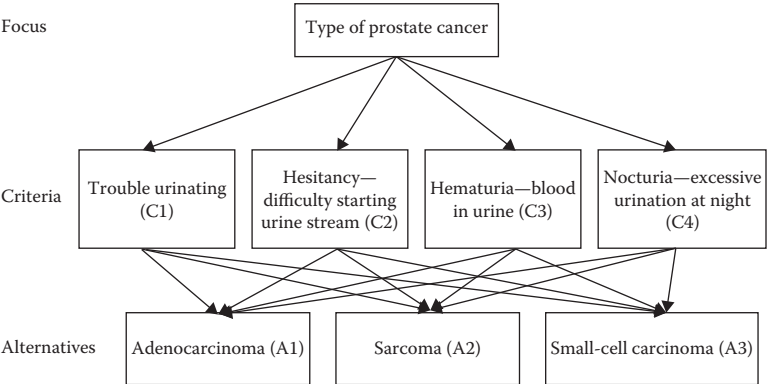 Focus
Type of prostate cancer
Criteria
Trouble urinating
(C1)
Hesitancy—
difficulty starting
urine stream (C2)
Hematuria—blood
in urine (C3)
Nocturia—excessive
urination at night
(C4)
Alternatives
Adenocarcinoma (A1)
Sarcoma (A2)
Small-cell carcinoma (A3)